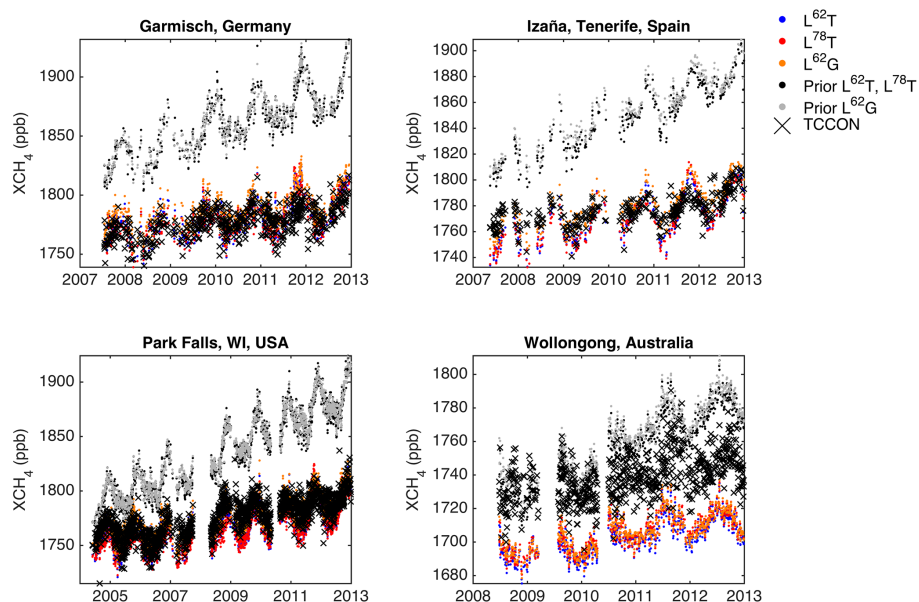 Garmisch, Germany
XCH4 (ppb)
1900
1850
1800
1750
2007 2008 2009 2010 2011 2012 2013
Izaña, Tenerife, Spain
XCH4 (ppb)
1900
1880
1860
1840
1820
1800
1780
1760
1740
2007 2008 2009 2010 2011 2012 2013
L62T
L78T
L62G
Prior L62T, L78T
Prior L62G
TCCON
Park Falls, WI, USA
XCH4 (ppb)
1900
1850
1800
1750
2005 2007 2009 2011 2013
Wollongong, Australia
XCH4 (ppb)
1800
1780
1760
1740
1720
1700
1680
2008 2009 2010 2011 2012 2013